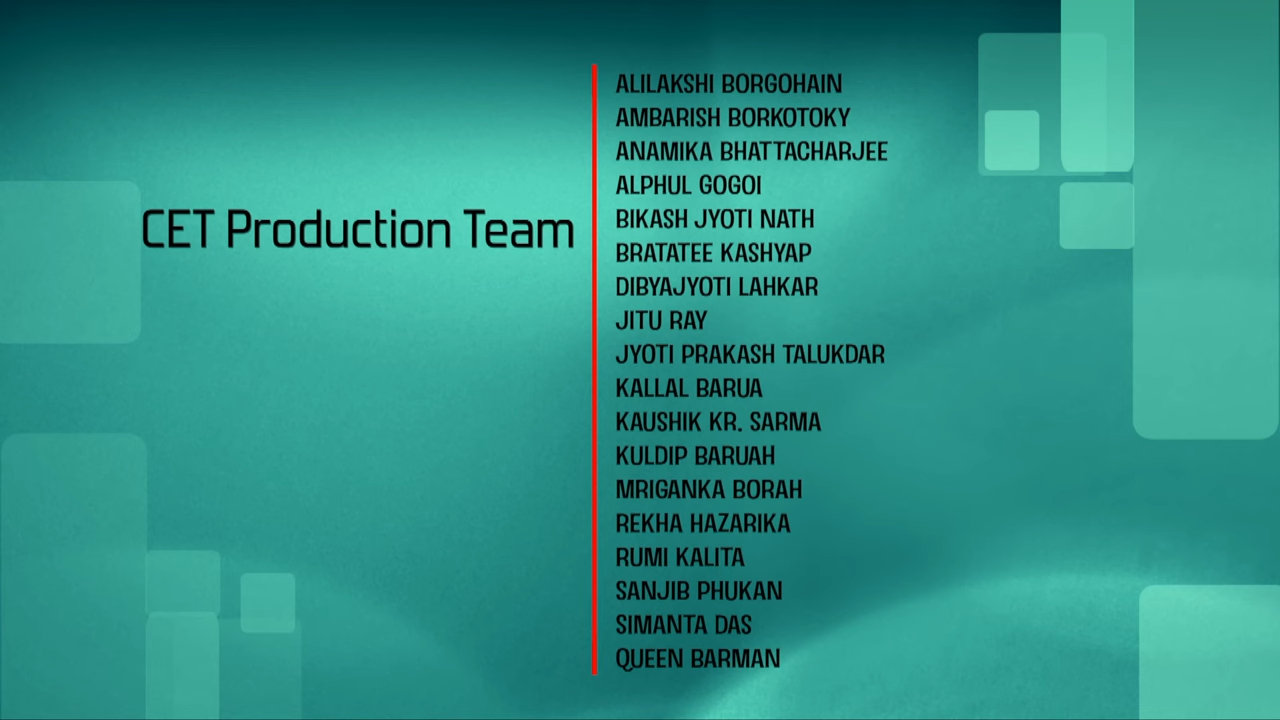 CET Production Team
ALILAKSHI BORGOHAIN
AMBARISH BORKOTOKY
ANAMIKA BHATTACHARJEE
ALPHUL GOGOI
BIKASH JYOTI NATH
BRATATEE KASHYAP
DIBYAJYOTI LAHKAR
JITU RAY
JYOTI PRAKASH TALUKDAR
KALLAL BARUA
KAUSHIK KR. SARMA
KULDIP BARUAH
MRIGANKA BORAH
REKHA HAZARIKA
RUMI KALITA
SANJIB PHUKAN
SIMANTA DAS
QUEEN BARMAN